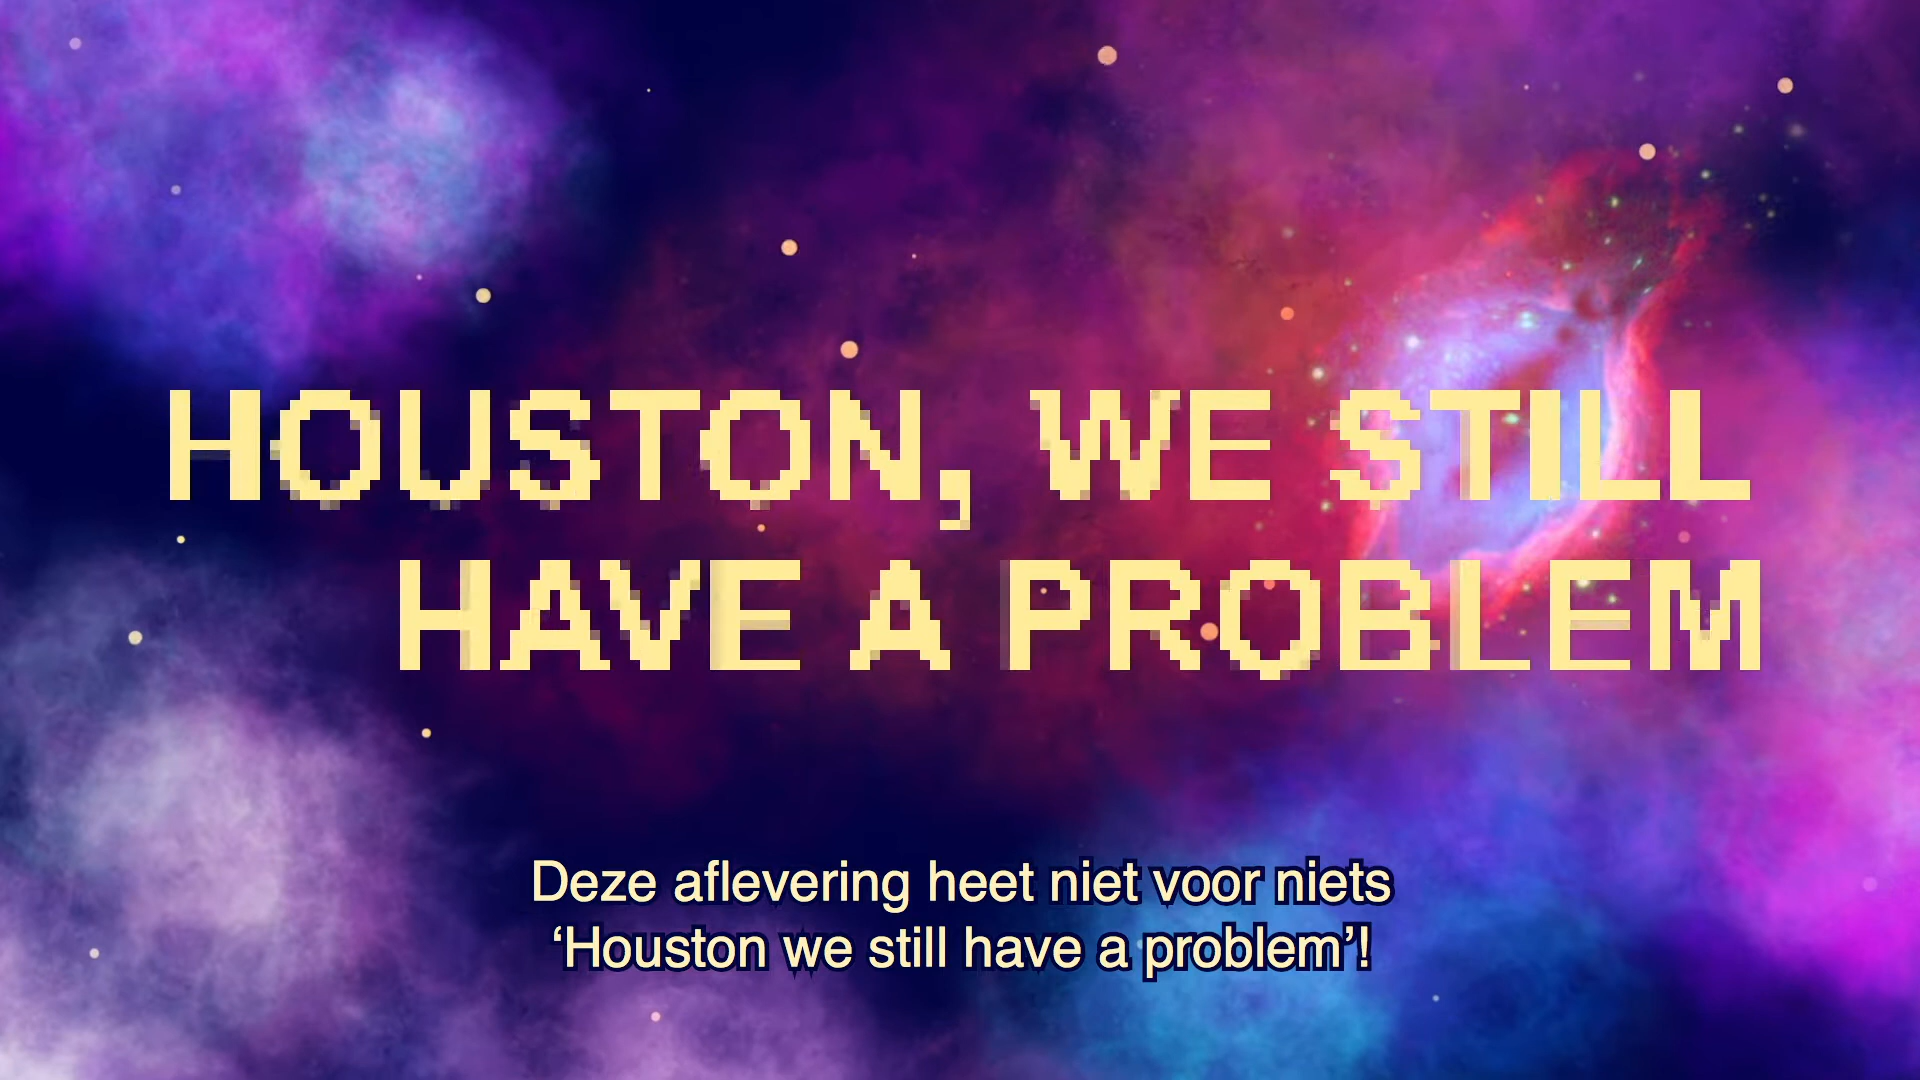 HOUSTON, WE STILL
HAVE A PROBLEM
Deze aflevering heet niet voor niets
‘Houston we still have a problem’!